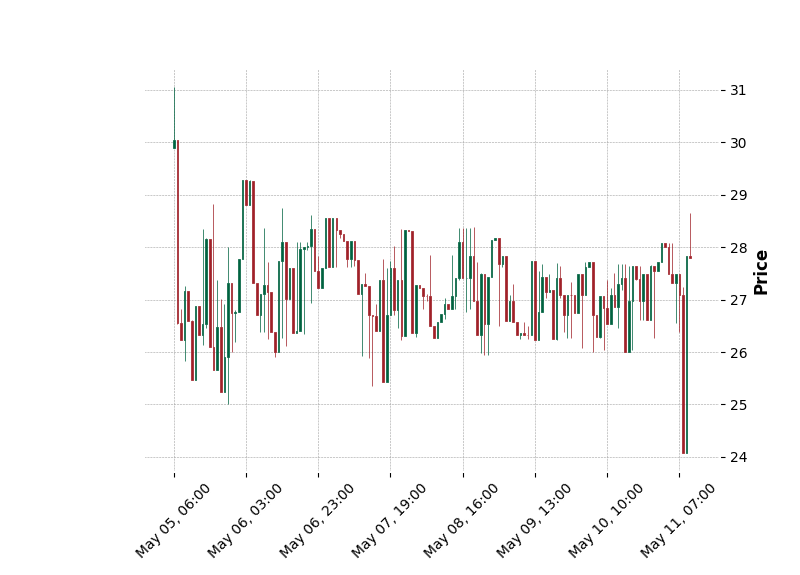 31
30
29
28
27
26
25
24
Price
May 05, 06:00
May 06, 03:00
May 06, 23:00
May 07, 19:00
May 08, 16:00
May 09, 13:00
May 10, 10:00
May 11, 07:00